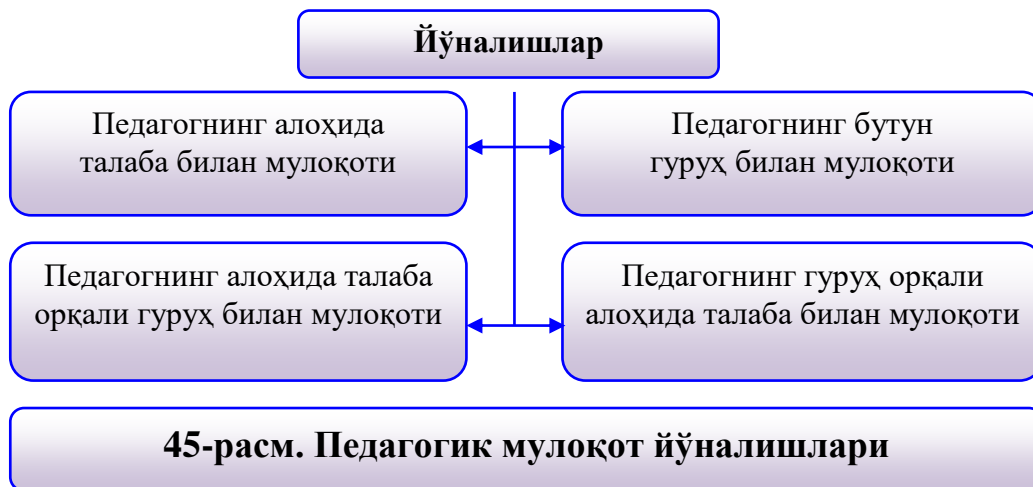 Йўналишлар
Педагогнинг алоҳида
талаба билан мулоқоти
Педагогнинг бутун
гуруҳ билан мулоқоти
Педагогнинг алоҳида талаба
орқали гуруҳ билан мулоқоти
Педагогнинг гуруҳ орқали
алоҳида талаба билан мулоқоти
45-расм. Педагогик мулоқот йўналишлари